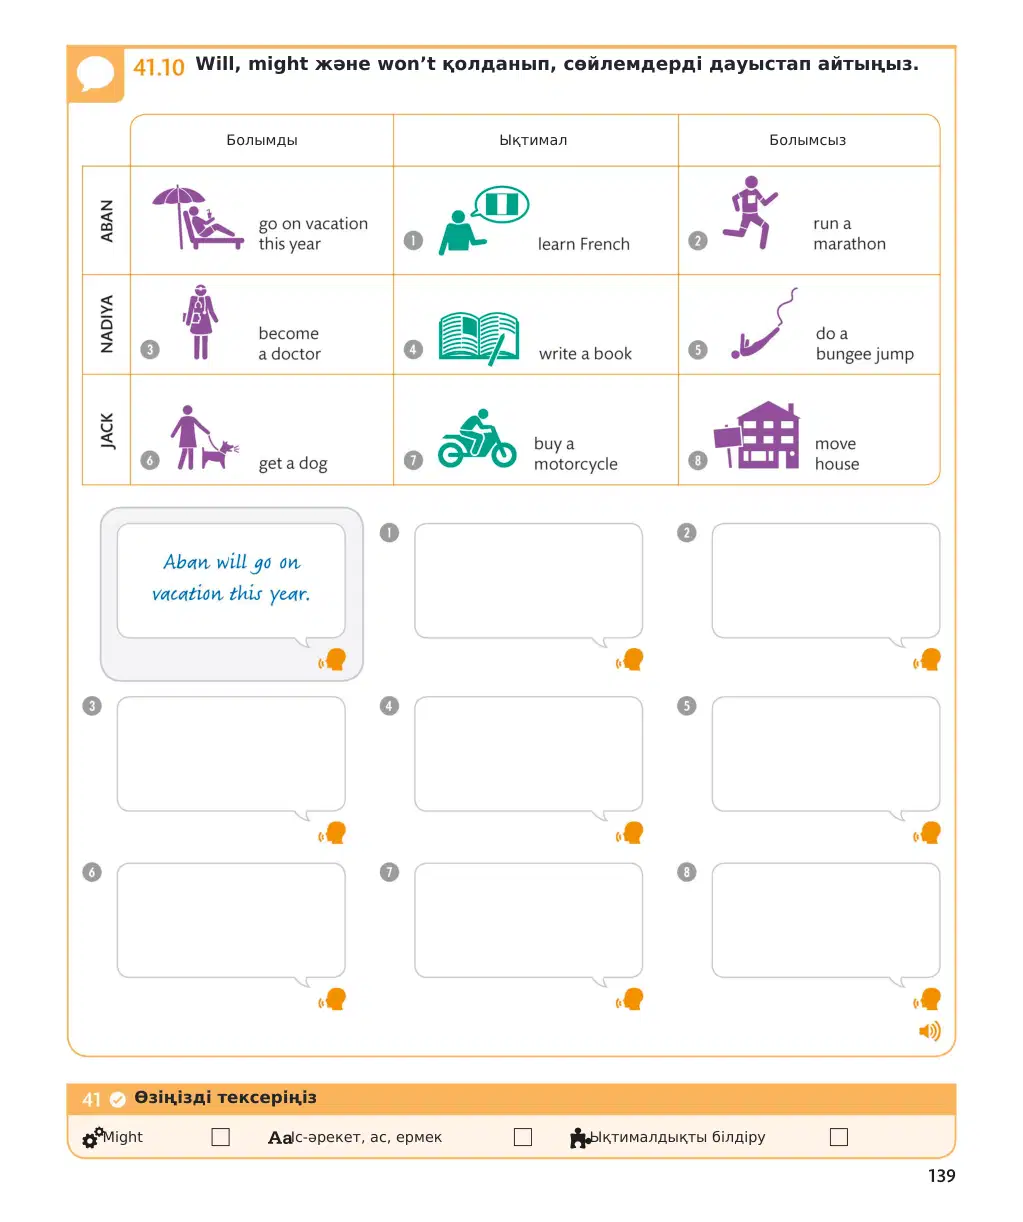 41.10 Will, might және won’t қолданып, сөйлемдерді дауыстап айтыңыз.
Болымды
Ықтимал
Болымсыз
ABAN
go on vacation
this year
1
learn French
2
run a
marathon
NADIYA
3
become
a doctor
4
write a book
5
do a
bungee jump
JACK
6
get a dog
7
buy a
motorcycle
8
move
house
Aban will go on
vacation this year.
1
2
3
4
5
6
7
8
41 Өзіңізді тексеріңіз
Might
Aa Іс-әрекет, ас, ермек
Ықтималдықты білдіру
139